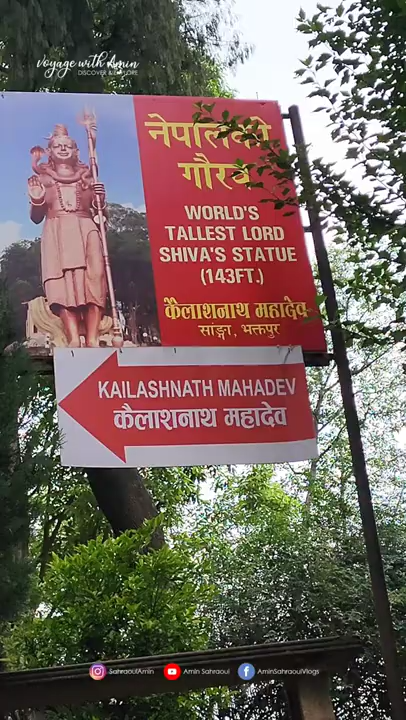 voyage with Amin
DISCOVER & EXPLORE
नेपालको
गौरव
WORLD'S
TALLEST LORD
SHIVA'S STATUE
(143FT.)
कैलाशनाथ महादेव
सांङ्गा, भक्तपुर
KAILASHNATH MAHADEV
कैलाशनाथ महादेव
SahraouiAmin Amin Sahraoui AminSahraouiVlogs